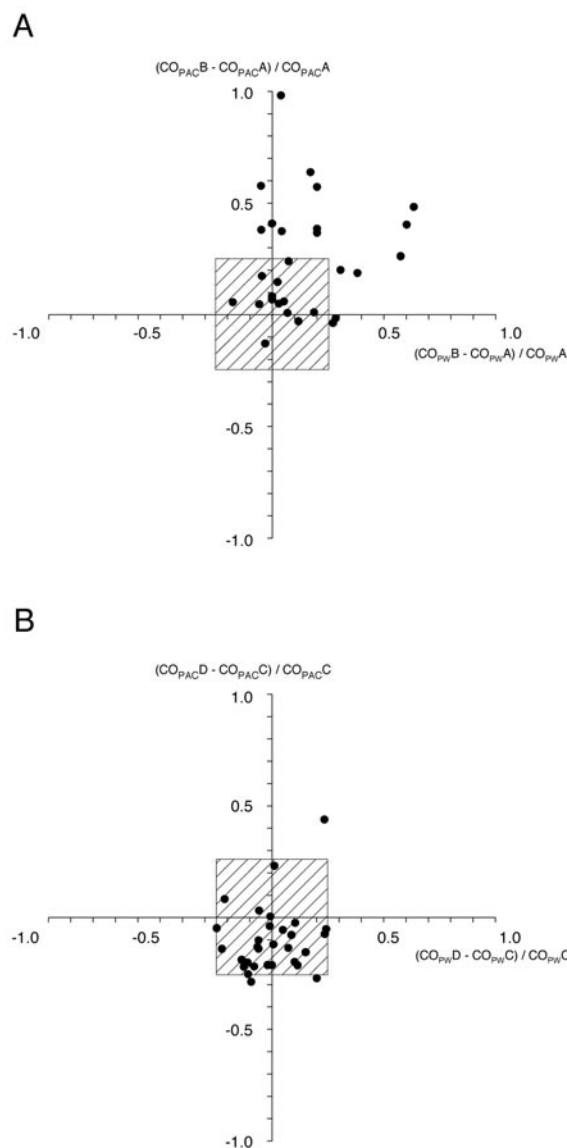 A
(CO_PAC B - CO_PAC A) / CO_PAC A
1.0
0.5
-1.0 -0.5 0.5 1.0
(CO_PW B - CO_PW A) / CO_PW A
-0.5
-1.0
B
(CO_PAC D - CO_PAC C) / CO_PAC C
1.0
0.5
-1.0 -0.5 0.5 1.0
(CO_PW D - CO_PW C) / CO_PW C
-0.5
-1.0